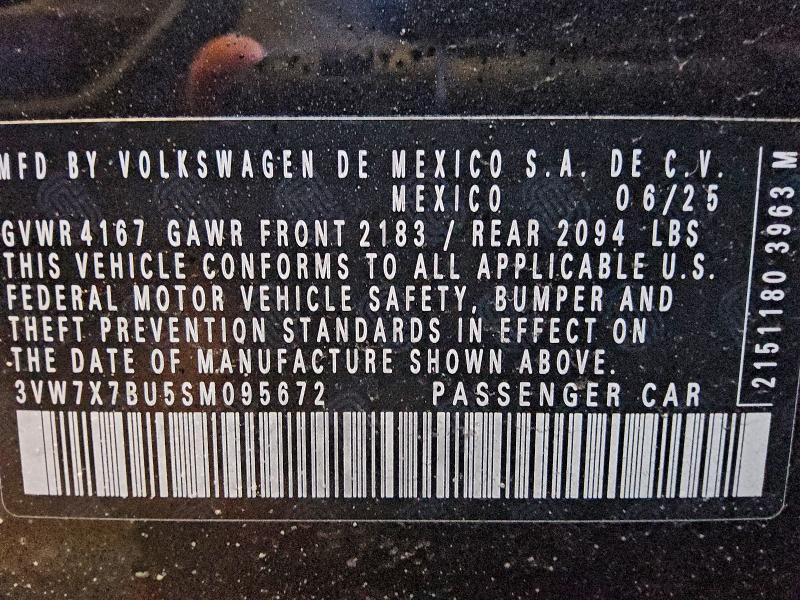 MFD BY VOLKSWAGEN DE MEXICO S.A. DE C.V.
MEXICO 06/25
GVWR 4167 GAWR FRONT 2183 / REAR 2094 LBS
THIS VEHICLE CONFORMS TO ALL APPLICABLE U.S.
FEDERAL MOTOR VEHICLE SAFETY, BUMPER AND
THEFT PREVENTION STANDARDS IN EFFECT ON
THE DATE OF MANUFACTURE SHOWN ABOVE.
3VW7X7BU5SM095672 PASSENGER CAR
2151180 3963 M